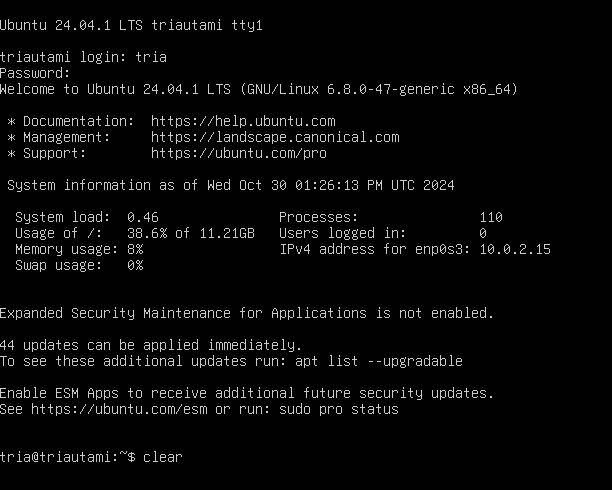 Ubuntu 24.04.1 LTS triautami tty1
triautami login: tria
Password:
Welcome to Ubuntu 24.04.1 LTS (GNU/Linux 6.8.0-47-generic x86_64)
* Documentation:  https://help.ubuntu.com
* Management:     https://landscape.canonical.com
* Support:        https://ubuntu.com/pro
System information as of Wed Oct 30 01:26:13 PM UTC 2024
System load:  0.46               Processes:               110
Usage of /:   38.6% of 11.21GB   Users logged in:         0
Memory usage: 8%                 IPv4 address for enp0s3: 10.0.2.15
Swap usage:   0%
Expanded Security Maintenance for Applications is not enabled.
44 updates can be applied immediately.
To see these additional updates run: apt list --upgradable
Enable ESM Apps to receive additional future security updates.
See https://ubuntu.com/esm or run: sudo pro status
tria@triautami:~$ clear